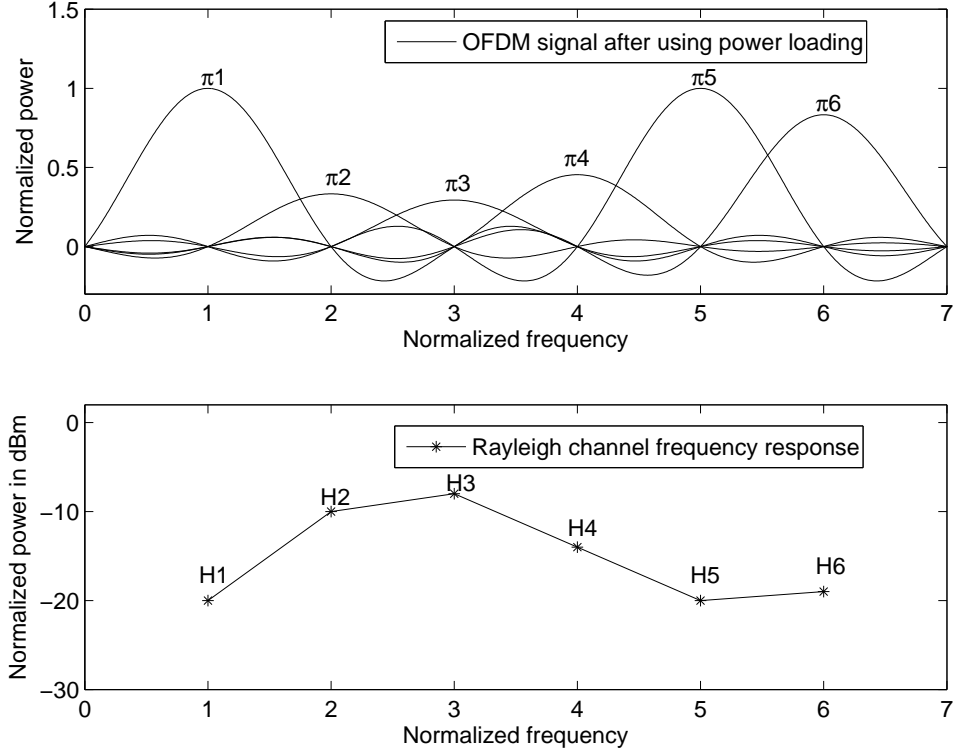 1.5
OFDM signal after using power loading
π1
π5
1
π6
Normalized power
0.5
π2
π3
π4
0
0 1 2 3 4 5 6 7
Normalized frequency
0
Rayleigh channel frequency response
Normalized power in dBm
H3
H2
−10
H4
H1
H5
H6
−20
−30
0 1 2 3 4 5 6 7
Normalized frequency